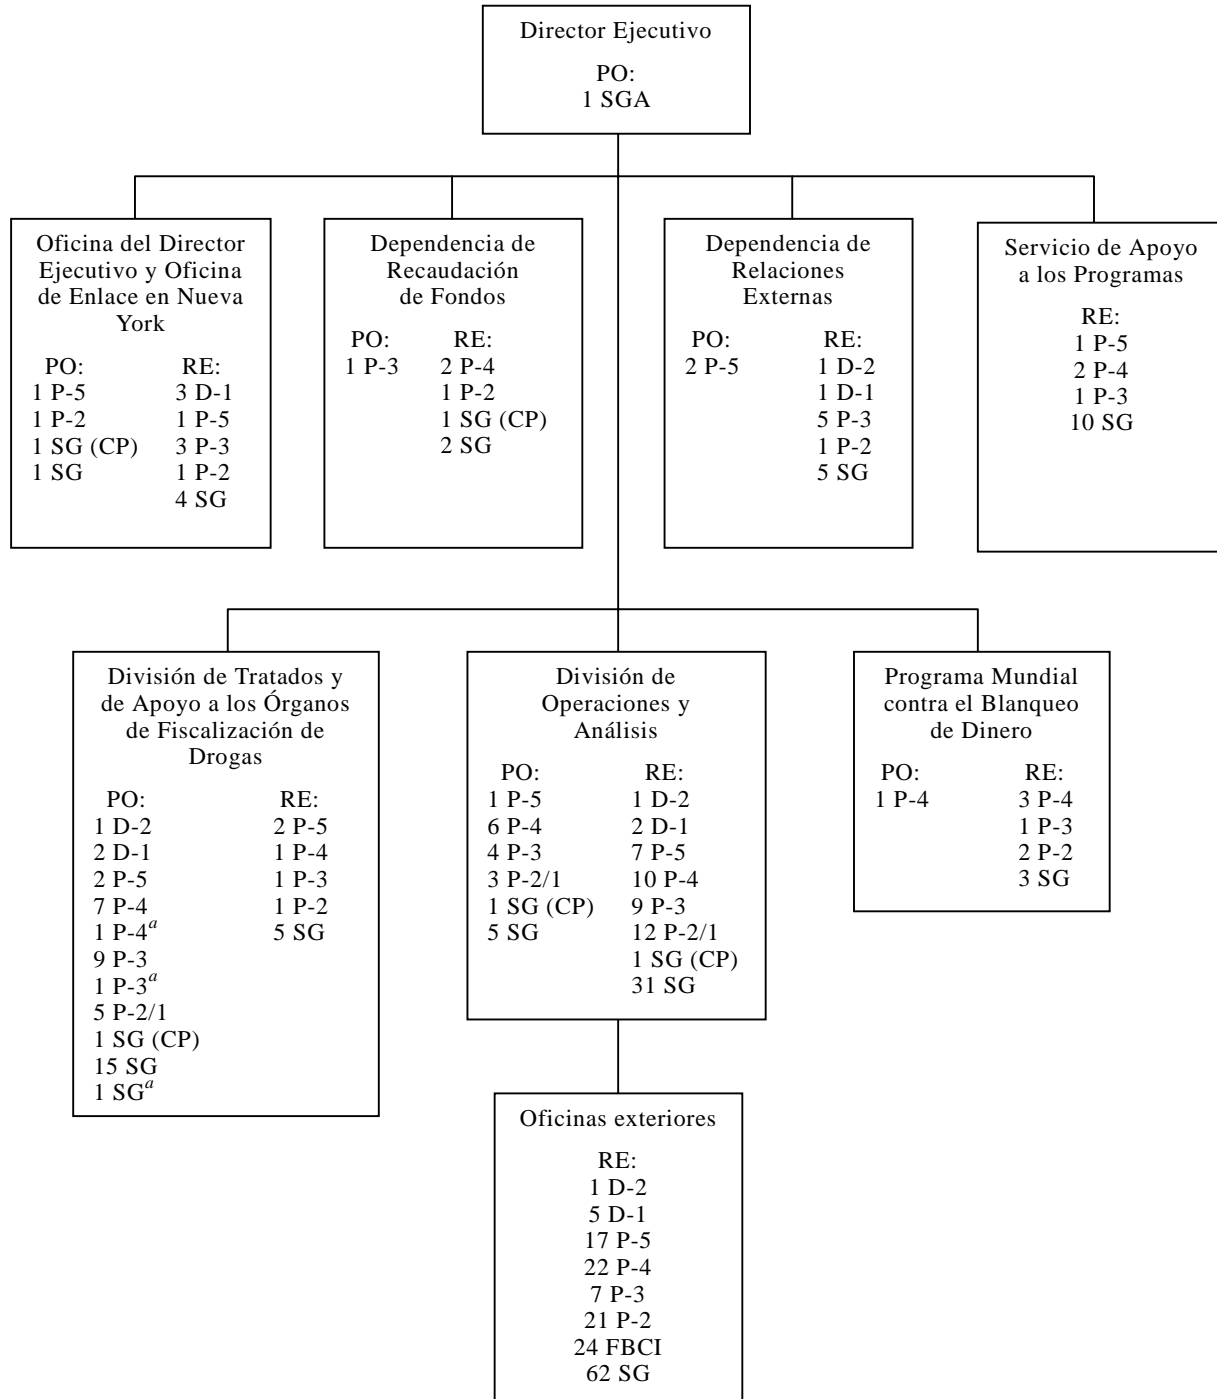 Director Ejecutivo
PO:
1 SGA
Oficina del Director
Ejecutivo y Oficina
de Enlace en Nueva
York
PO:
1 P-5
1 P-2
1 SG (CP)
1 SG
RE:
3 D-1
1 P-5
3 P-3
1 P-2
4 SG
Dependencia de
Recaudación
de Fondos
PO:
1 P-3
RE:
2 P-4
1 P-2
1 SG (CP)
2 SG
Dependencia de
Relaciones
Externas
PO:
2 P-5
RE:
1 D-2
1 D-1
5 P-3
1 P-2
5 SG
Servicio de Apoyo
a los Programas
RE:
1 P-5
2 P-4
1 P-3
10 SG
División de Tratados y
de Apoyo a los Órganos
de Fiscalización de
Drogas
PO:
1 D-2
2 D-1
2 P-5
7 P-4
1 P-4a
9 P-3
1 P-3a
5 P-2/1
1 SG (CP)
15 SG
1 SGa
RE:
2 P-5
1 P-4
1 P-3
1 P-2
5 SG
División de
Operaciones y
Análisis
PO:
1 P-5
6 P-4
4 P-3
3 P-2/1
1 SG (CP)
5 SG
RE:
1 D-2
2 D-1
7 P-5
10 P-4
9 P-3
12 P-2/1
1 SG (CP)
31 SG
Programa Mundial
contra el Blanqueo
de Dinero
PO:
1 P-4
RE:
3 P-4
1 P-3
2 P-2
3 SG
Oficinas exteriores
RE:
1 D-2
5 D-1
17 P-5
22 P-4
7 P-3
21 P-2
24 FBCI
62 SG